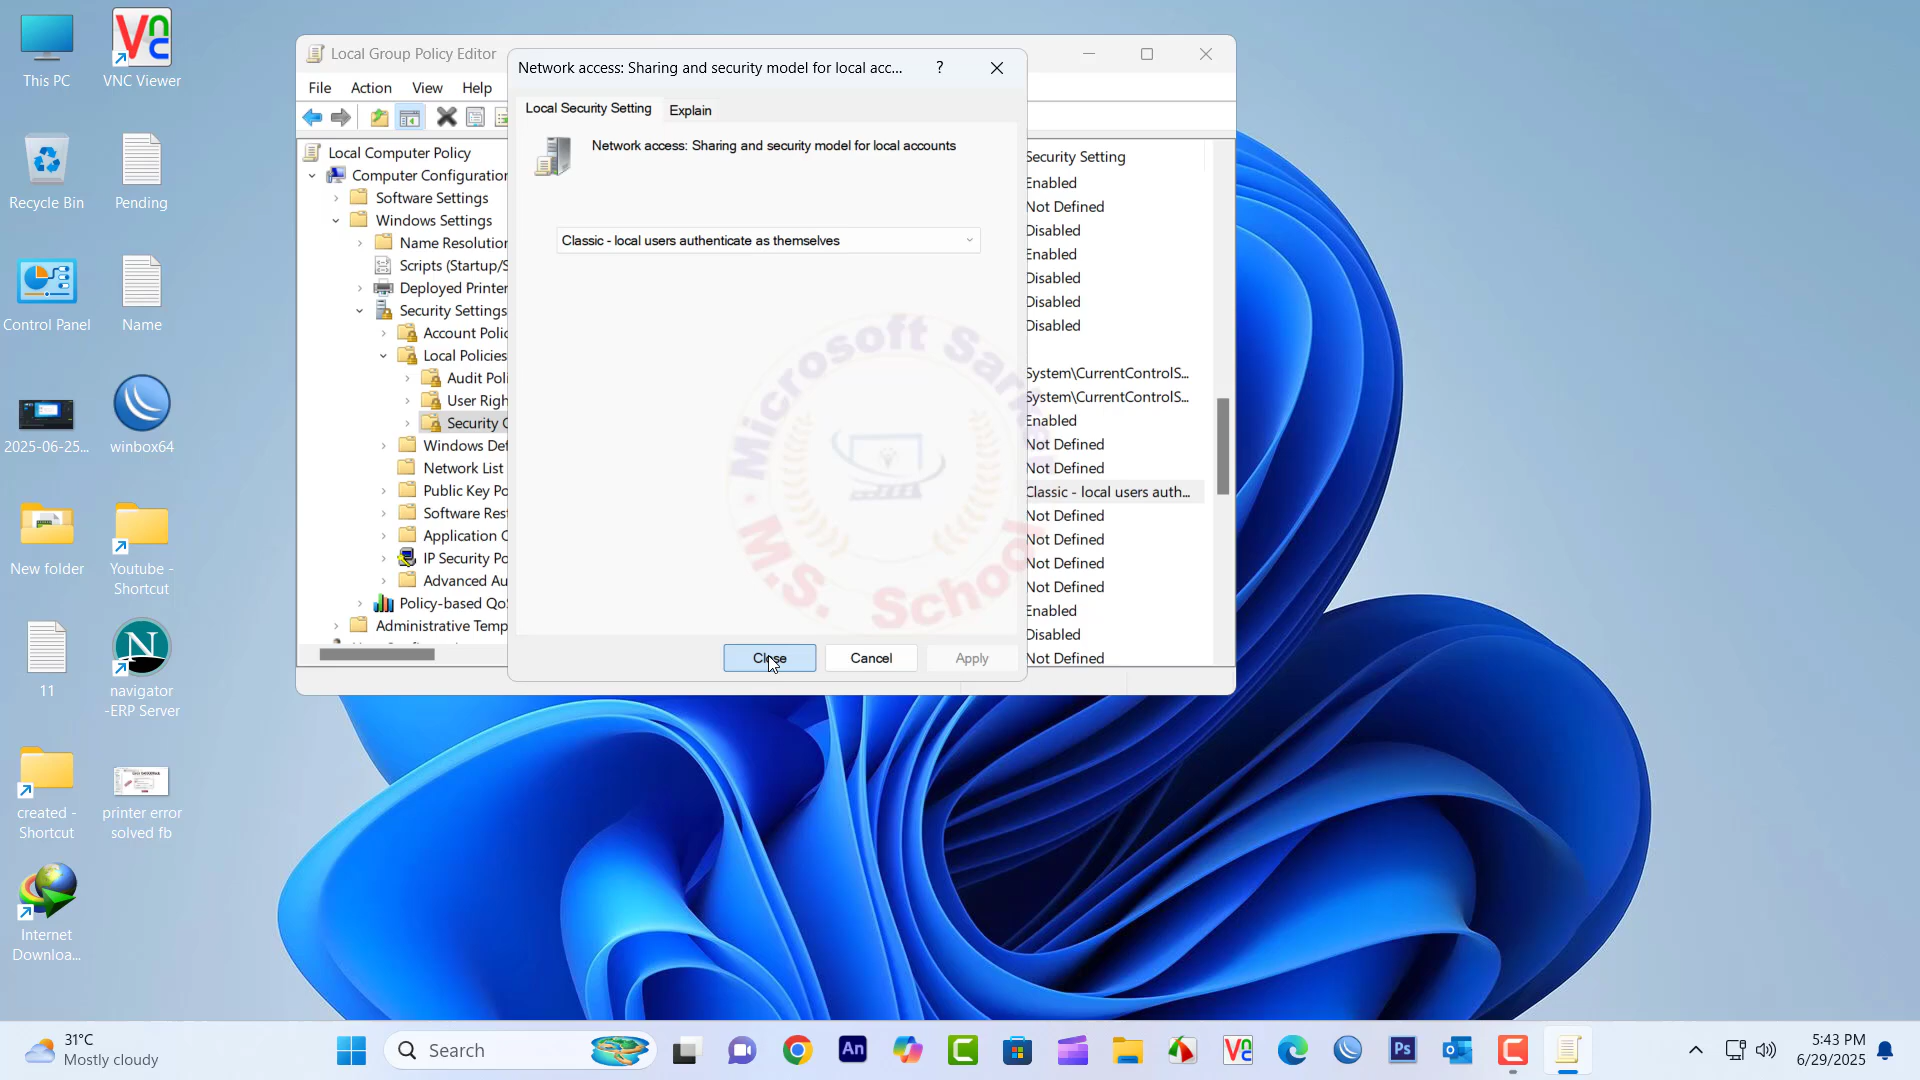 This PC
VNC Viewer
Recycle Bin
Pending
Control Panel
Name
2025-06-25...
winbox64
New folder
Youtube -
Shortcut
11
navigator
-ERP Server
created -
Shortcut
printer error
solved fb
Internet
Downloa...
Local Group Policy Editor
File Action View Help
Local Computer Policy
Computer Configuration
Software Settings
Windows Settings
Name Resolution
Scripts (Startup/S
Deployed Printer
Security Settings
Account Polic
Local Policies
Audit Poli
User Righ
Security O
Windows Def
Network List
Public Key Po
Software Rest
Application C
IP Security Po
Advanced Au
Policy-based QoS
Administrative Temp
Network access: Sharing and security model for local acc...
?
Local Security Setting
Explain
Network access: Sharing and security model for local accounts
Classic - local users authenticate as themselves
Microsoft Sarkar
M.S. School
Close
Cancel
Apply
Security Setting
Enabled
Not Defined
Disabled
Enabled
Disabled
Disabled
Disabled
System\CurrentControlS...
System\CurrentControlS...
Enabled
Not Defined
Not Defined
Classic - local users auth...
Not Defined
Not Defined
Not Defined
Not Defined
Enabled
Disabled
Not Defined
31°C
Mostly cloudy
Search
An
Ps
5:43 PM
6/29/2025